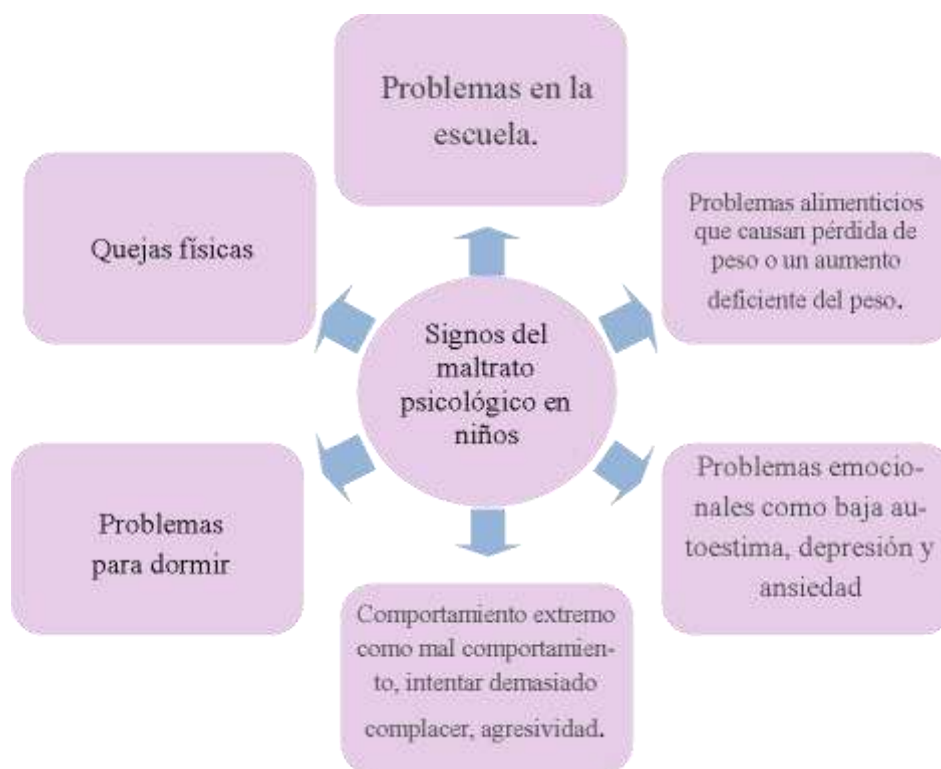 Problemas en la
escuela.
Quejas físicas
Problemas alimenticios
que causan pérdida de
peso o un aumento
deficiente del peso.
Signos del
maltrato
psicológico en
niños
Problemas
para dormir
Problemas emocio-
nales como baja au-
toestima, depresión y
ansiedad
Comportamiento extremo
como mal comportamien-
to, intentar demasiado
complacer, agresividad.